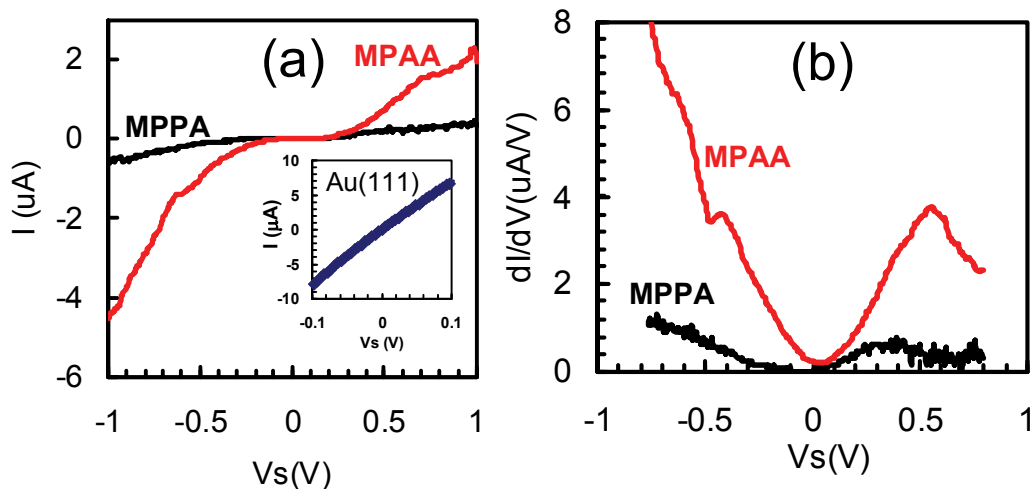 (a)
MPAA
MPPA
I (uA)
2
0
-2
-4
-6
-1
-0.5
0
0.5
1
Vs(V)
Au(111)
I (µA)
10
5
0
-5
-10
-0.1
0
0.1
Vs (V)
(b)
MPAA
MPPA
dI/dV(uA/V)
8
6
4
2
0
-1
-0.5
0
0.5
1
Vs(V)